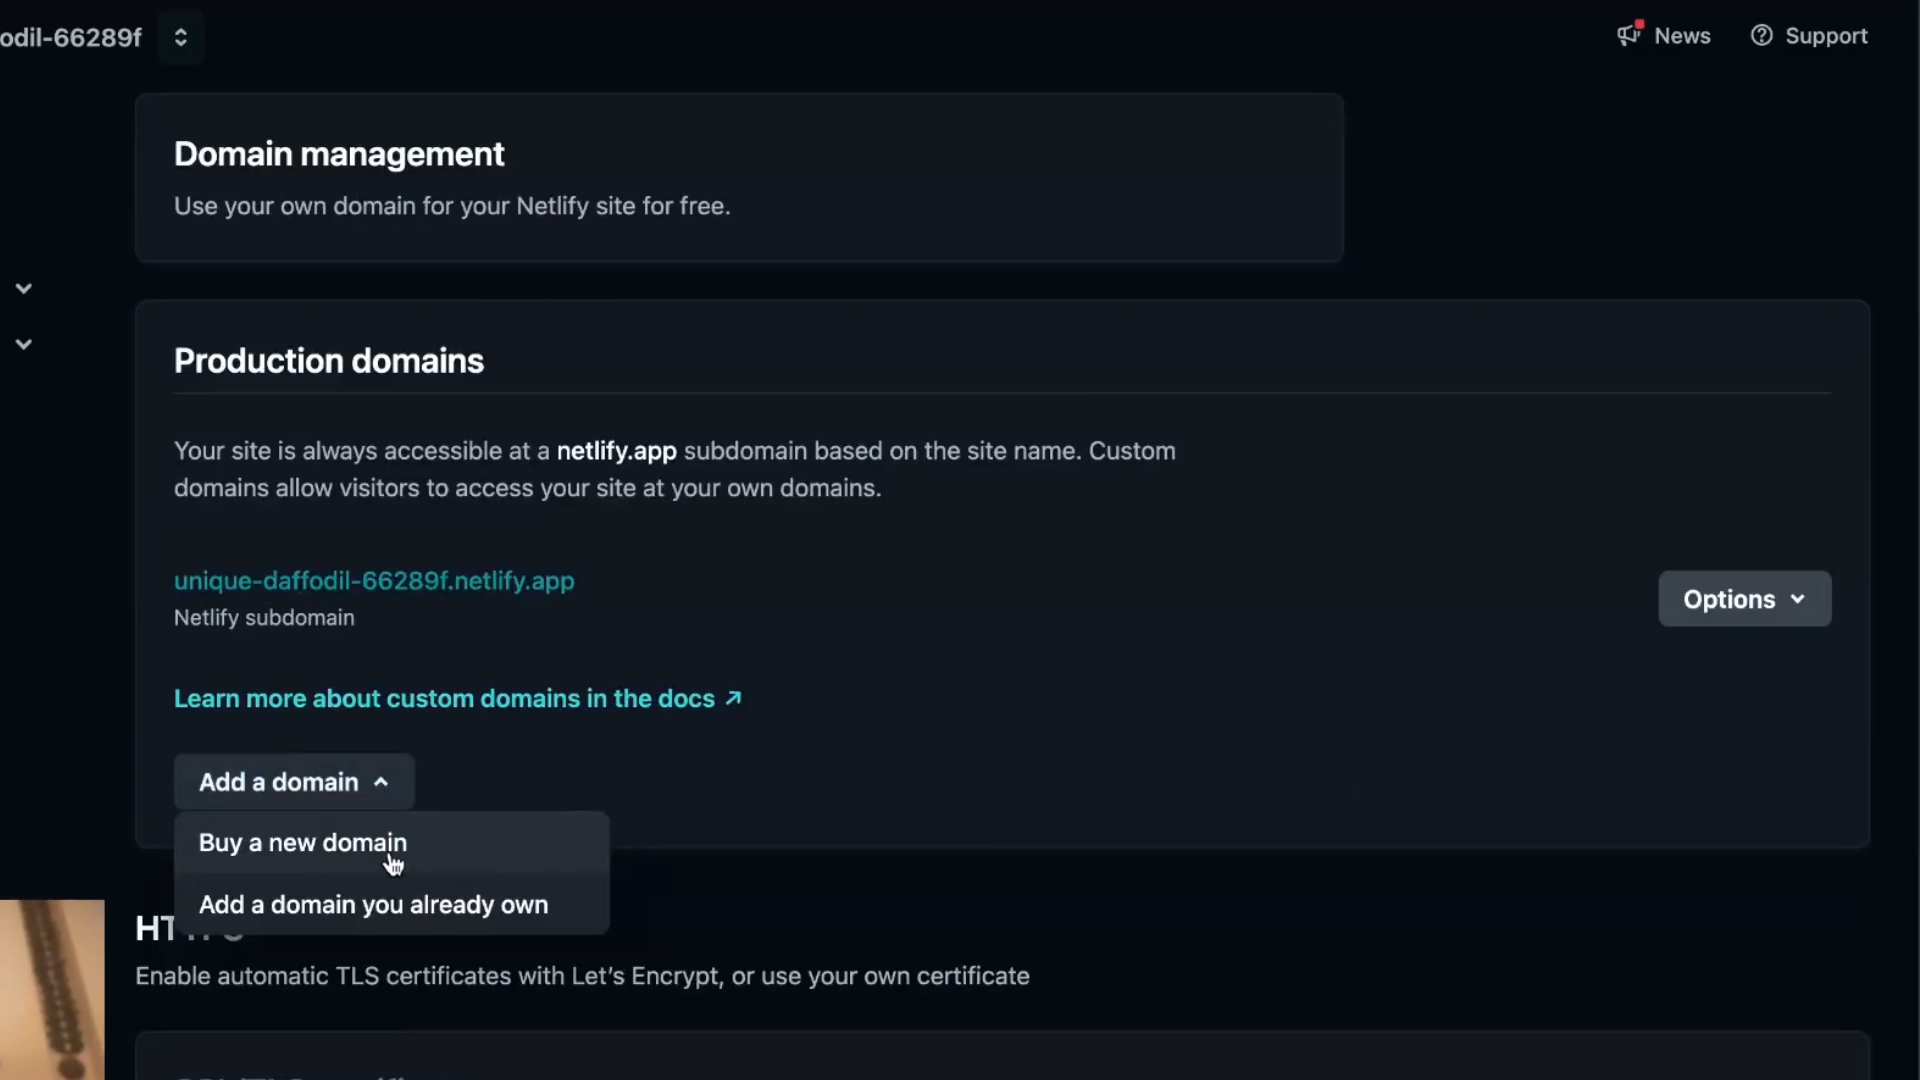 odil-66289f
News
Support
Domain management
Use your own domain for your Netlify site for free.
Production domains
Your site is always accessible at a netlify.app subdomain based on the site name. Custom
domains allow visitors to access your site at your own domains.
unique-daffodil-66289f.netlify.app
Netlify subdomain
Options
Learn more about custom domains in the docs ↗
Add a domain
Buy a new domain
Add a domain you already own
HTTPS
Enable automatic TLS certificates with Let's Encrypt, or use your own certificate